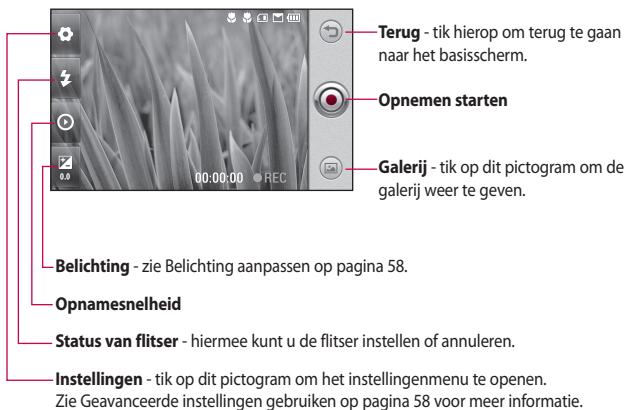 Terug - tik hierop om terug te gaan
naar het basisscherm.
Opnemen starten
0.0
00:00:00 REC
Galerij - tik op dit pictogram om de
galerij weer te geven.
Belichting - zie Belichting aanpassen op pagina 58.
Opnamesnelheid
Status van flitser - hiermee kunt u de flitser instellen of annuleren.
Instellingen - tik op dit pictogram om het instellingenmenu te openen.
Zie Geavanceerde instellingen gebruiken op pagina 58 voor meer informatie.